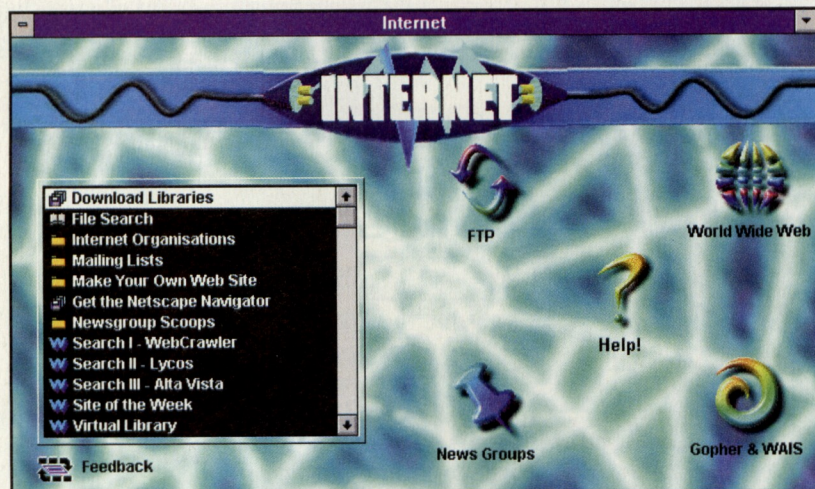 Internet
INTERNET
Download Libraries
File Search
Internet Organisations
Mailing Lists
Make Your Own Web Site
Get the Netscape Navigator
Newsgroup Scoops
Search I - WebCrawler
Search II - Lycos
Search III - Alta Vista
Site of the Week
Virtual Library
Feedback
FTP
World Wide Web
Help!
News Groups
Gopher & WAIS